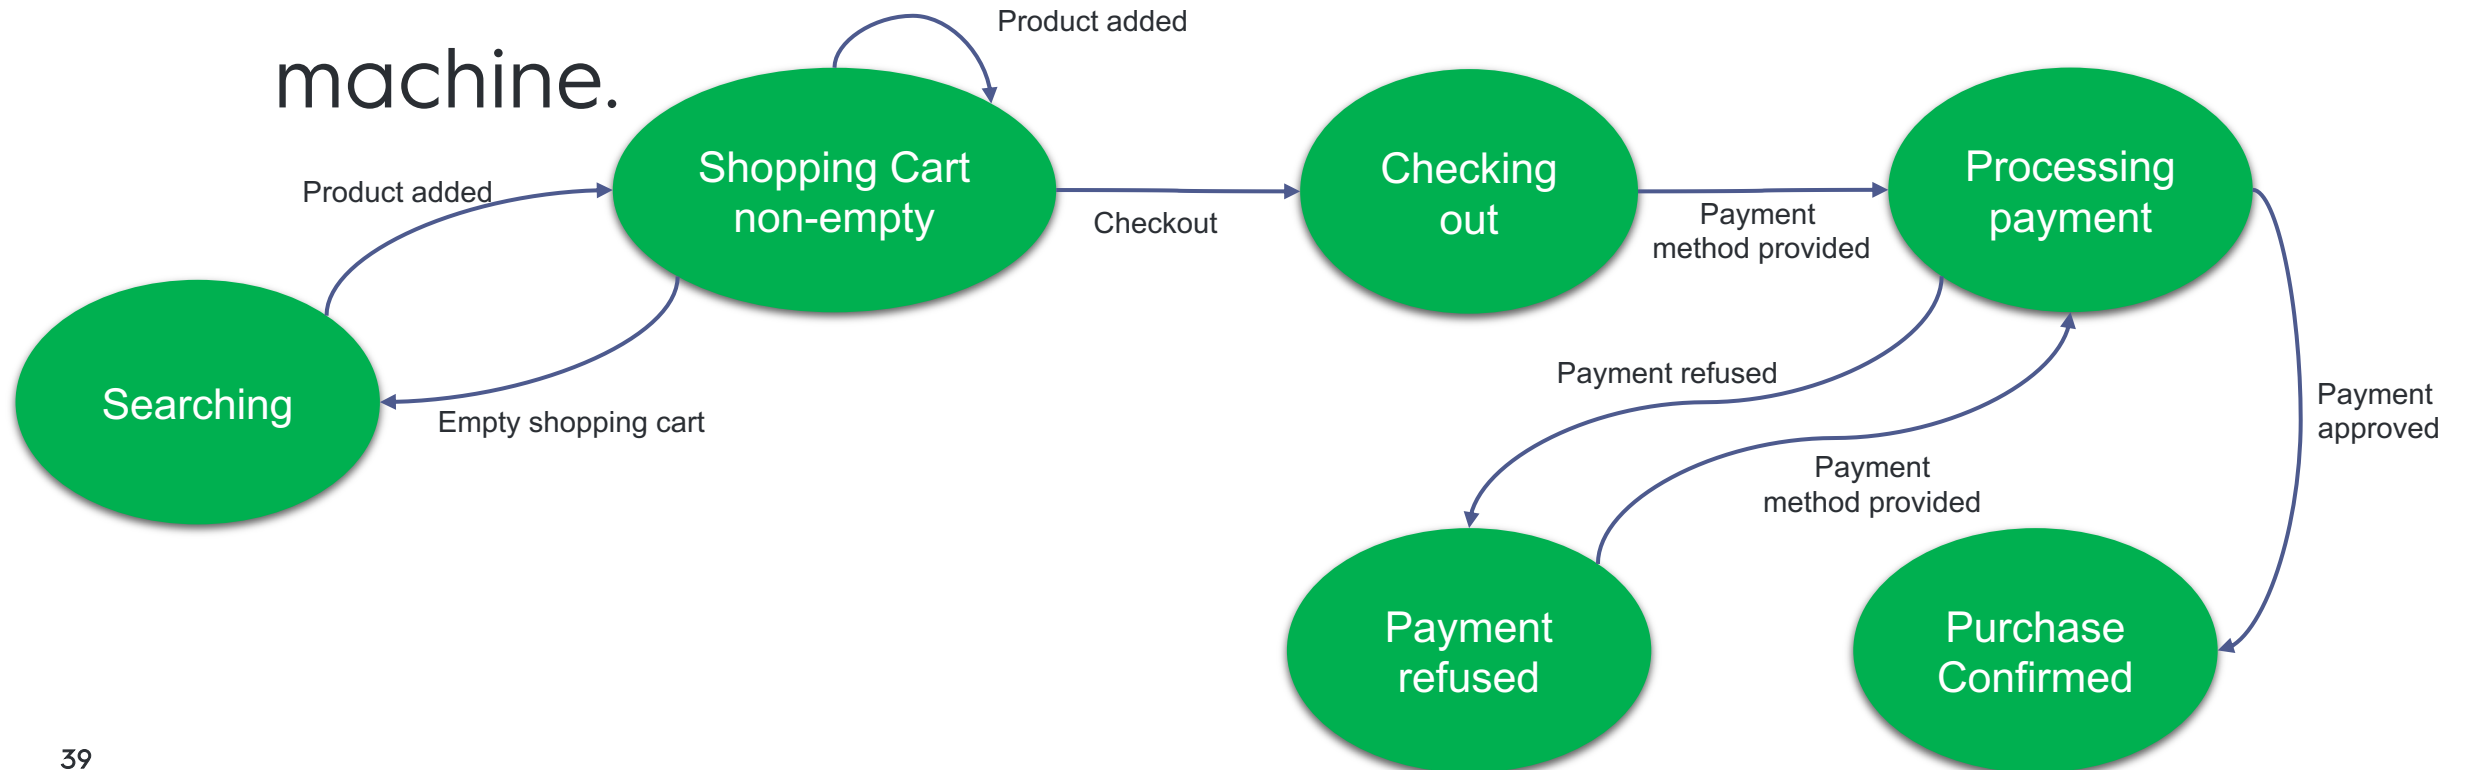 Product added
machine.
Shopping Cart
non-empty
Checking
out
Processing
payment
Product added
Checkout
Payment
method provided
Searching
Empty shopping cart
Payment refused
Payment
approved
Payment
method provided
Payment
refused
Purchase
Confirmed
39